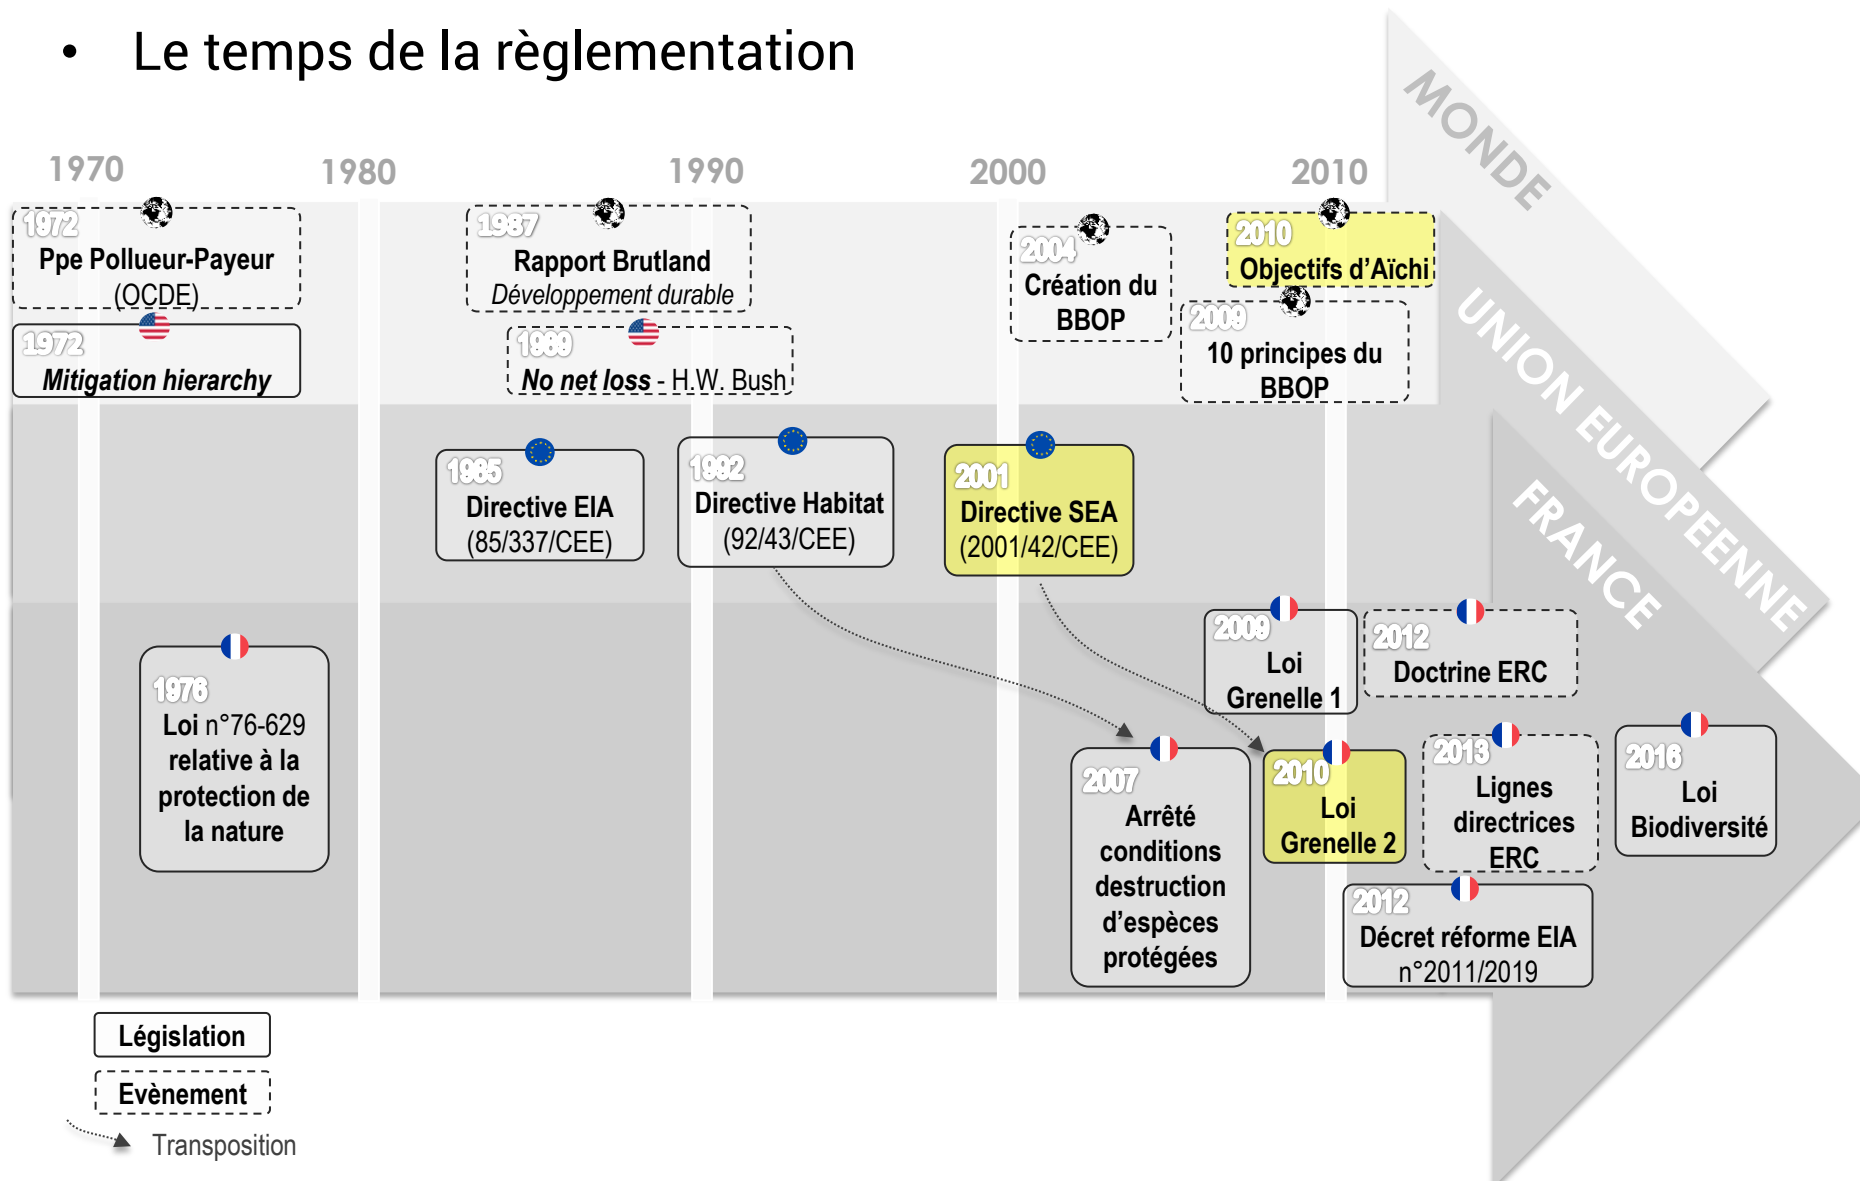 • Le temps de la règlementation
MONDE
UNION EUROPEENNE
FRANCE
1970
1980
1990
2000
2010
1972
Ppe Pollueur-Payeur
(OCDE)
1972
Mitigation hierarchy
1987
Rapport Brutland
Développement durable
1989
No net loss - H.W. Bush
2004
Création du
BBOP
2010
Objectifs d'Aïchi
2009
10 principes du
BBOP
1985
Directive EIA
(85/337/CEE)
1992
Directive Habitat
(92/43/CEE)
2001
Directive SEA
(2001/42/CEE)
1976
Loi n°76-629
relative à la
protection de
la nature
2007
Arrêté
conditions
destruction
d'espèces
protégées
2009
Loi
Grenelle 1
2010
Loi
Grenelle 2
2012
Doctrine ERC
2013
Lignes
directrices
ERC
2012
Décret réforme EIA
n°2011/2019
2016
Loi
Biodiversité
Législation
Evènement
Transposition